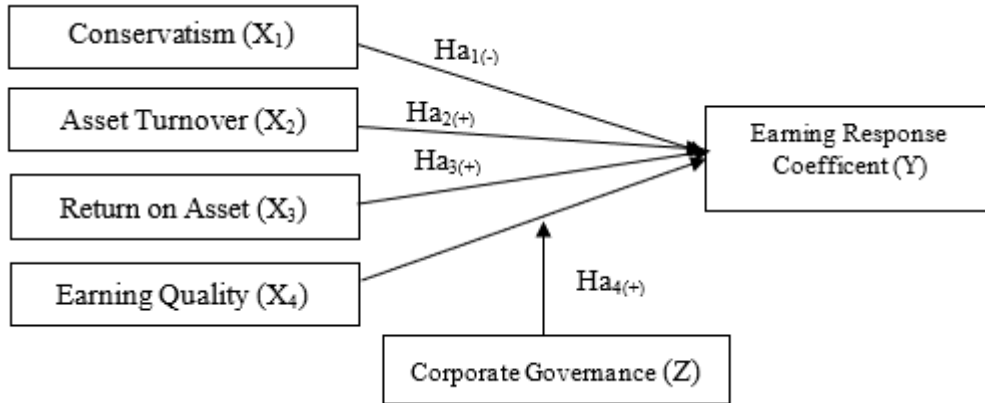 Conservatism (X₁)
Ha₁₍₋₎
Asset Turnover (X₂)
Ha₂₍₊₎
Earning Response
Coefficent (Y)
Ha₃₍₊₎
Return on Asset (X₃)
Earning Quality (X₄)
Ha₄₍₊₎
Corporate Governance (Z)